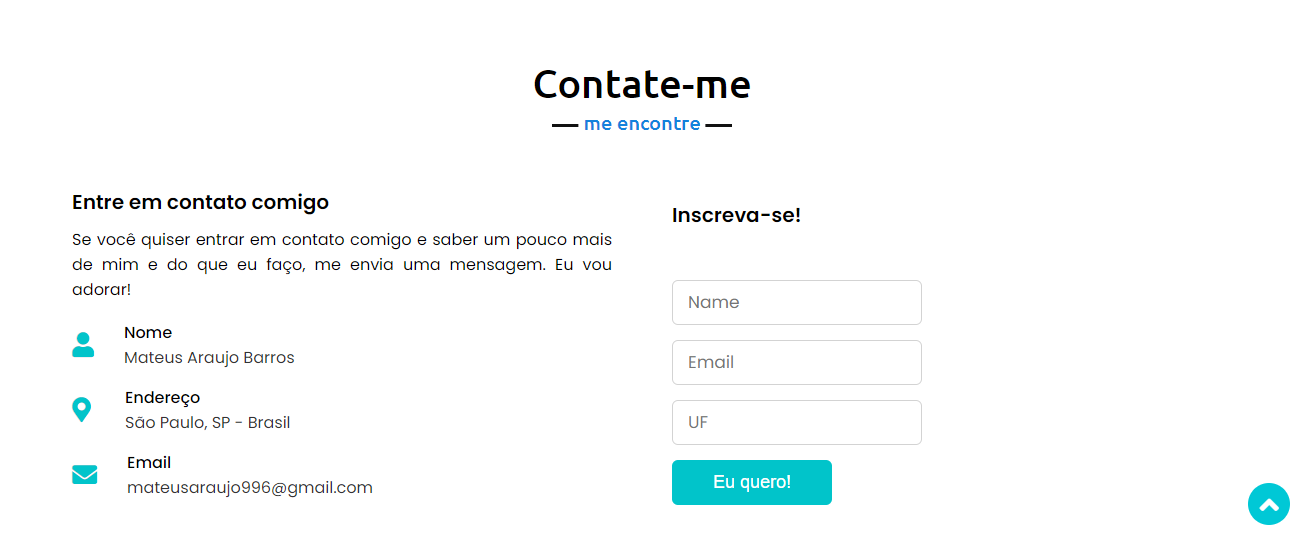 Contate-me
me encontre
Entre em contato comigo
Se você quiser entrar em contato comigo e saber um pouco mais
de mim e do que eu faço, me envia uma mensagem. Eu vou
adorar!
Nome
Mateus Araujo Barros
Endereço
São Paulo, SP - Brasil
Email
mateusaraujo996@gmail.com
Inscreva-se!
Name
Email
UF
Eu quero!